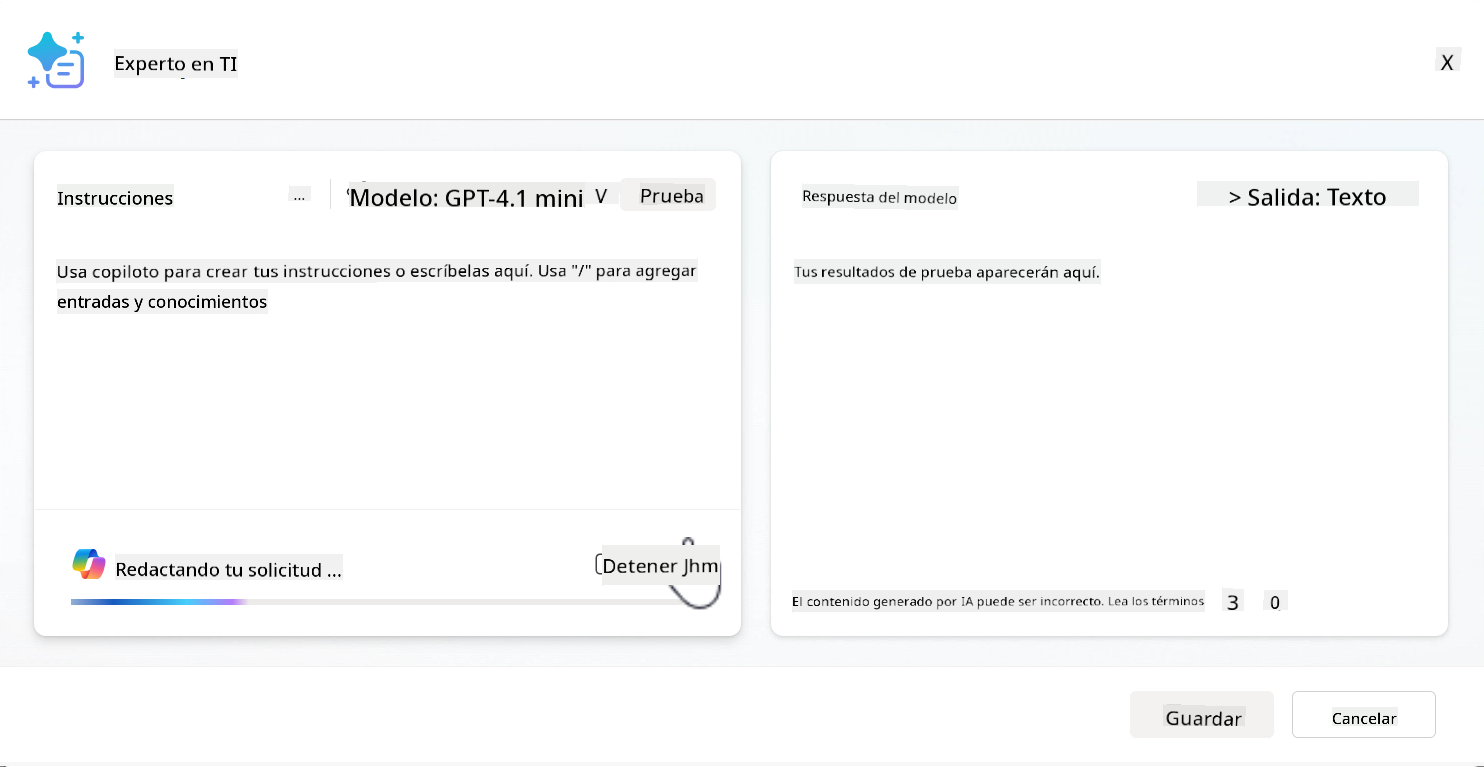 Experto en TI
X
Instrucciones
...
Modelo: GPT-4.1 mini V
Prueba
Usa copiloto para crear tus instrucciones o escríbelas aquí. Usa "/" para agregar
entradas y conocimientos
Redactando tu solicitud ...
Detener Jhm
Respuesta del modelo
> Salida: Texto
Tus resultados de prueba aparecerán aquí.
El contenido generado por IA puede ser incorrecto. Lea los términos
3 0
Guardar
Cancelar